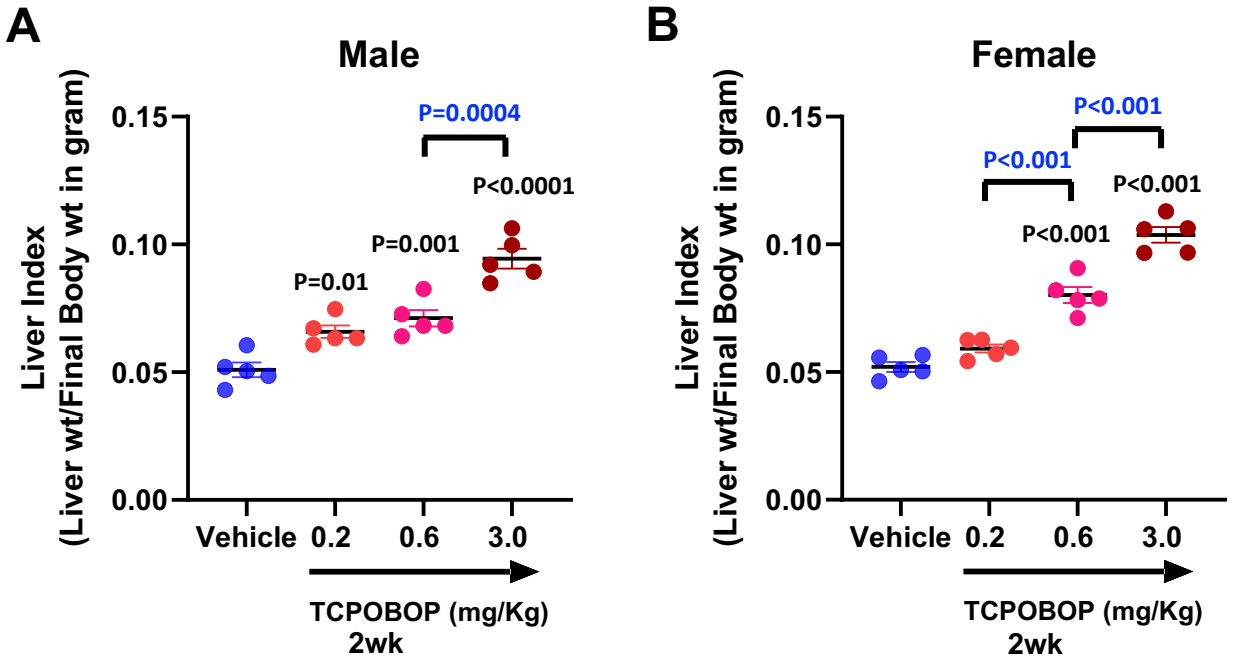 A
Male
Liver Index
(Liver wt/Final Body wt in gram)
0.15
0.10
0.05
0.00
P=0.0004
P<0.0001
P=0.001
P=0.01
Vehicle 0.2 0.6 3.0
TCPOBOP (mg/Kg)
2wk
B
Female
Liver Index
(Liver wt/Final Body wt in gram)
0.15
0.10
0.05
0.00
P<0.001
P<0.001
P<0.001
P<0.001
Vehicle 0.2 0.6 3.0
TCPOBOP (mg/Kg)
2wk